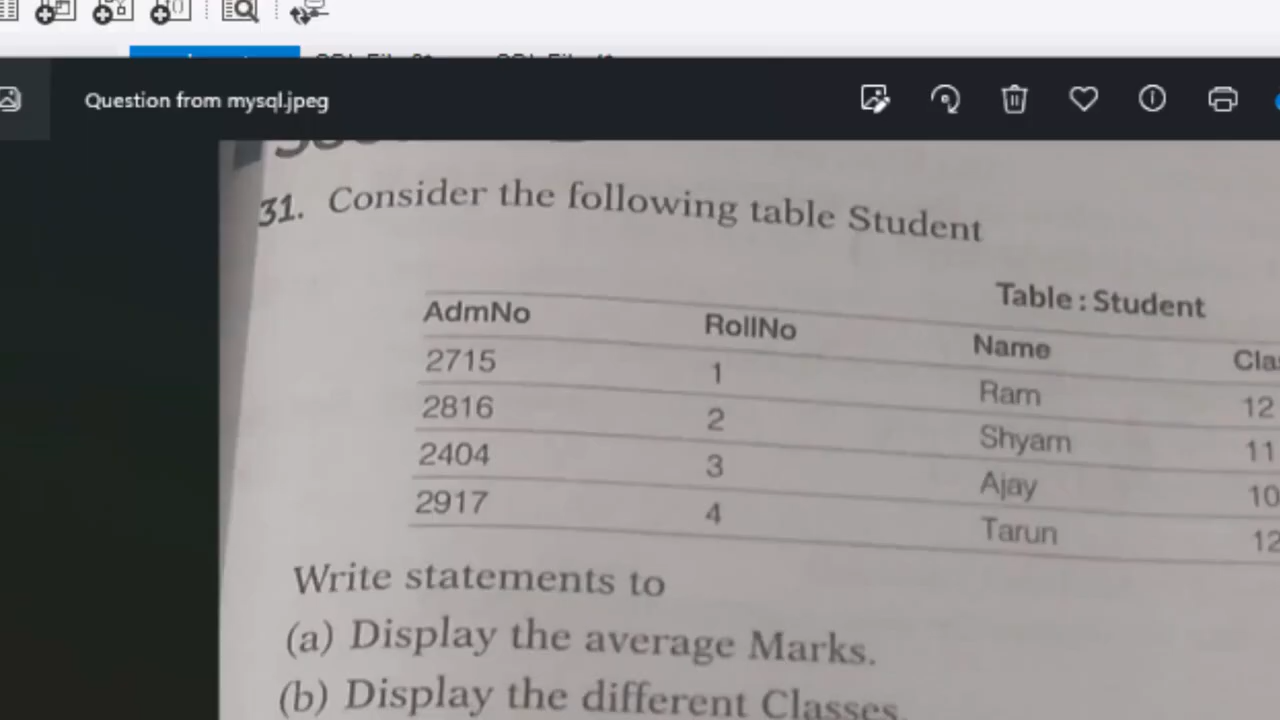 Question from mysql.jpeg
31. Consider the following table Student
Table : Student
AdmNo RollNo Name Cla
2715 1 Ram 12
2816 2 Shyam 11
2404 3 Ajay 10
2917 4 Tarun 12
Write statements to
(a) Display the average Marks.
(b) Display the different Classes.